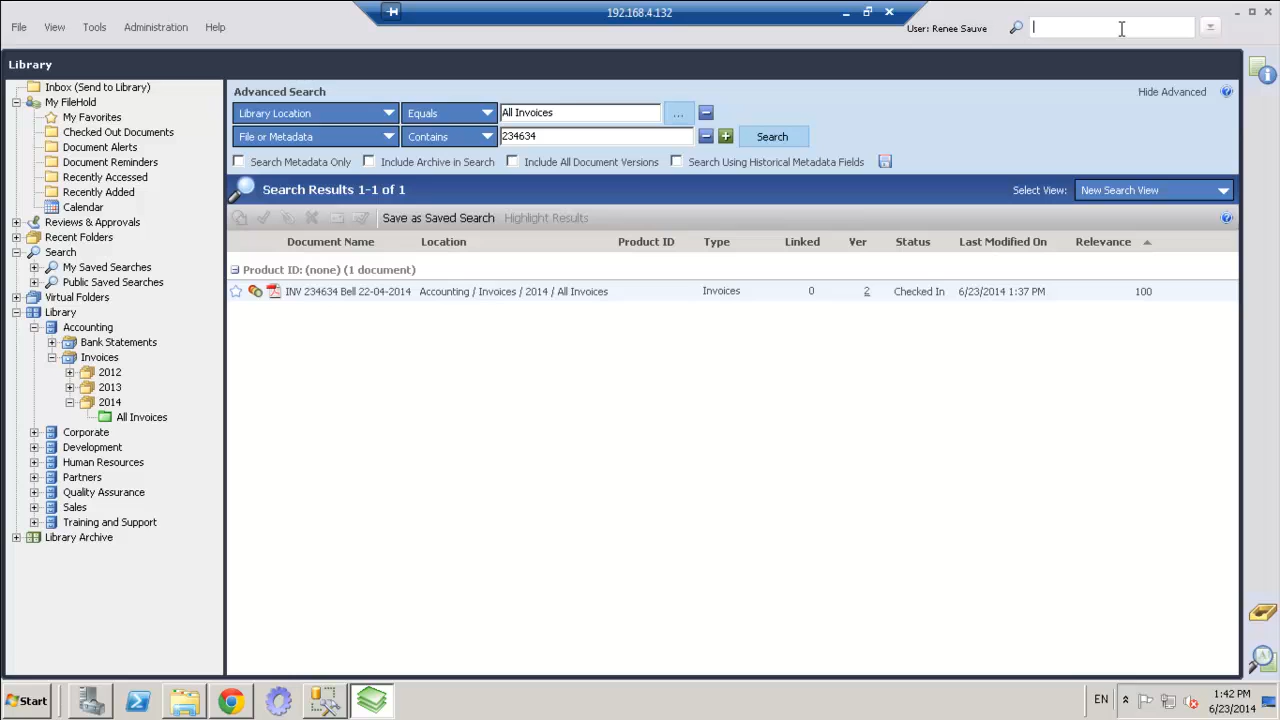 192.168.4.132
File View Tools Administration Help
User: Renee Sauve
Library
Inbox (Send to Library)
My FileHold
My Favorites
Checked Out Documents
Document Alerts
Document Reminders
Recently Accessed
Recently Added
Calendar
Reviews & Approvals
Recent Folders
Search
My Saved Searches
Public Saved Searches
Virtual Folders
Library
Accounting
Bank Statements
Invoices
2012
2013
2014
All Invoices
Corporate
Development
Human Resources
Partners
Quality Assurance
Sales
Training and Support
Library Archive
Advanced Search Hide Advanced
Library Location Equals All Invoices ...
File or Metadata Contains 234634 Search
Search Metadata Only Include Archive in Search Include All Document Versions Search Using Historical Metadata Fields
Search Results 1-1 of 1 Select View: New Search View
Save as Saved Search Highlight Results
Document Name Location Product ID Type Linked Ver Status Last Modified On Relevance
Product ID: (none) (1 document)
INV 234634 Bell 22-04-2014 Accounting / Invoices / 2014 / All Invoices Invoices 0 2 Checked In 6/23/2014 1:37 PM 100
Start EN 1:42 PM
6/23/2014